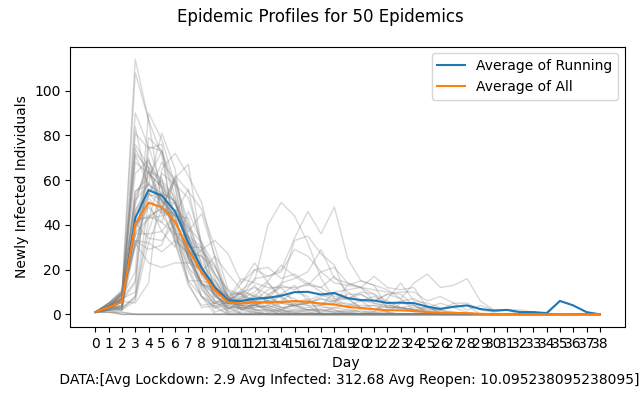 Epidemic Profiles for 50 Epidemics
Average of Running
Average of All
Newly Infected Individuals
100
80
60
40
20
0
0 1 2 3 4 5 6 7 8 9 10 11 12 13 14 15 16 17 18 19 20 21 22 23 24 25 26 27 28 29 30 31 32 33 34 35 36 37 38
Day
DATA:[Avg Lockdown: 2.9 Avg Infected: 312.68 Avg Reopen: 10.095238095238095]